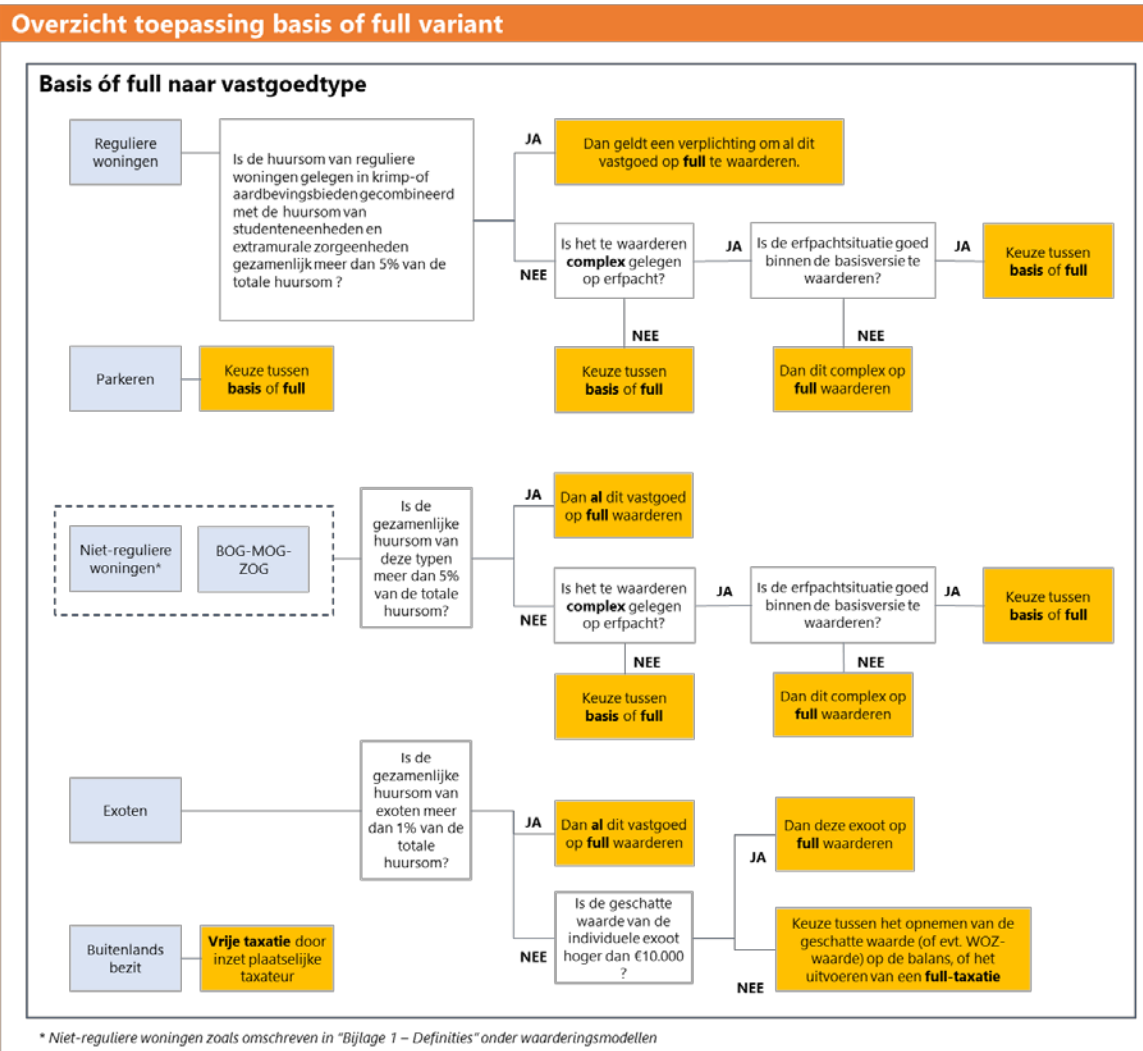 Overzicht toepassing basis of full variant
Basis óf full naar vastgoedtype
Reguliere
woningen
Is de huursom van reguliere
woningen gelegen in krimp-of
aardbevingsbieden gecombineerd
met de huursom van
studenteneenheden en
extramurale zorgeenheden
gezamenlijk meer dan 5% van de
totale huursom ?
JA
Dan geldt een verplichting om al dit
vastgoed op full te waarderen.
NEE
Is het te waarderen
complex gelegen
op erfpacht?
JA
Is de erfpachtsituatie goed
binnen de basisversie te
waarderen?
JA
Keuze tussen
basis of full
NEE
Keuze tussen
basis of full
NEE
Dan dit complex op
full waarderen
Parkeren
Keuze tussen
basis of full
Niet-reguliere
woningen*
BOG-MOG-
ZOG
Is de
gezamenlijke
huursom van
deze typen
meer dan 5%
van de totale
huursom?
JA
Dan al dit vastgoed
op full waarderen
NEE
Is het te waarderen
complex gelegen
op erfpacht?
JA
Is de erfpachtsituatie goed
binnen de basisversie te
waarderen?
JA
Keuze tussen
basis of full
NEE
Keuze tussen
basis of full
NEE
Dan dit complex op
full waarderen
Exoten
Is de
gezamenlijke
huursom van
exoten meer
dan 1% van de
totale
huursom?
JA
Dan al dit vastgoed
op full waarderen
NEE
Is de geschatte
waarde van de
individuele exoot
hoger dan €10.000
?
JA
Dan deze exoot op
full waarderen
NEE
Keuze tussen het opnemen van de
geschatte waarde (of evt. WOZ-
waarde) op de balans, of het
uitvoeren van een full-taxatie
Buitenlands
bezit
Vrije taxatie door
inzet plaatselijke
taxateur
* Niet-reguliere woningen zoals omschreven in "Bijlage 1 – Definities" onder waarderingsmodellen